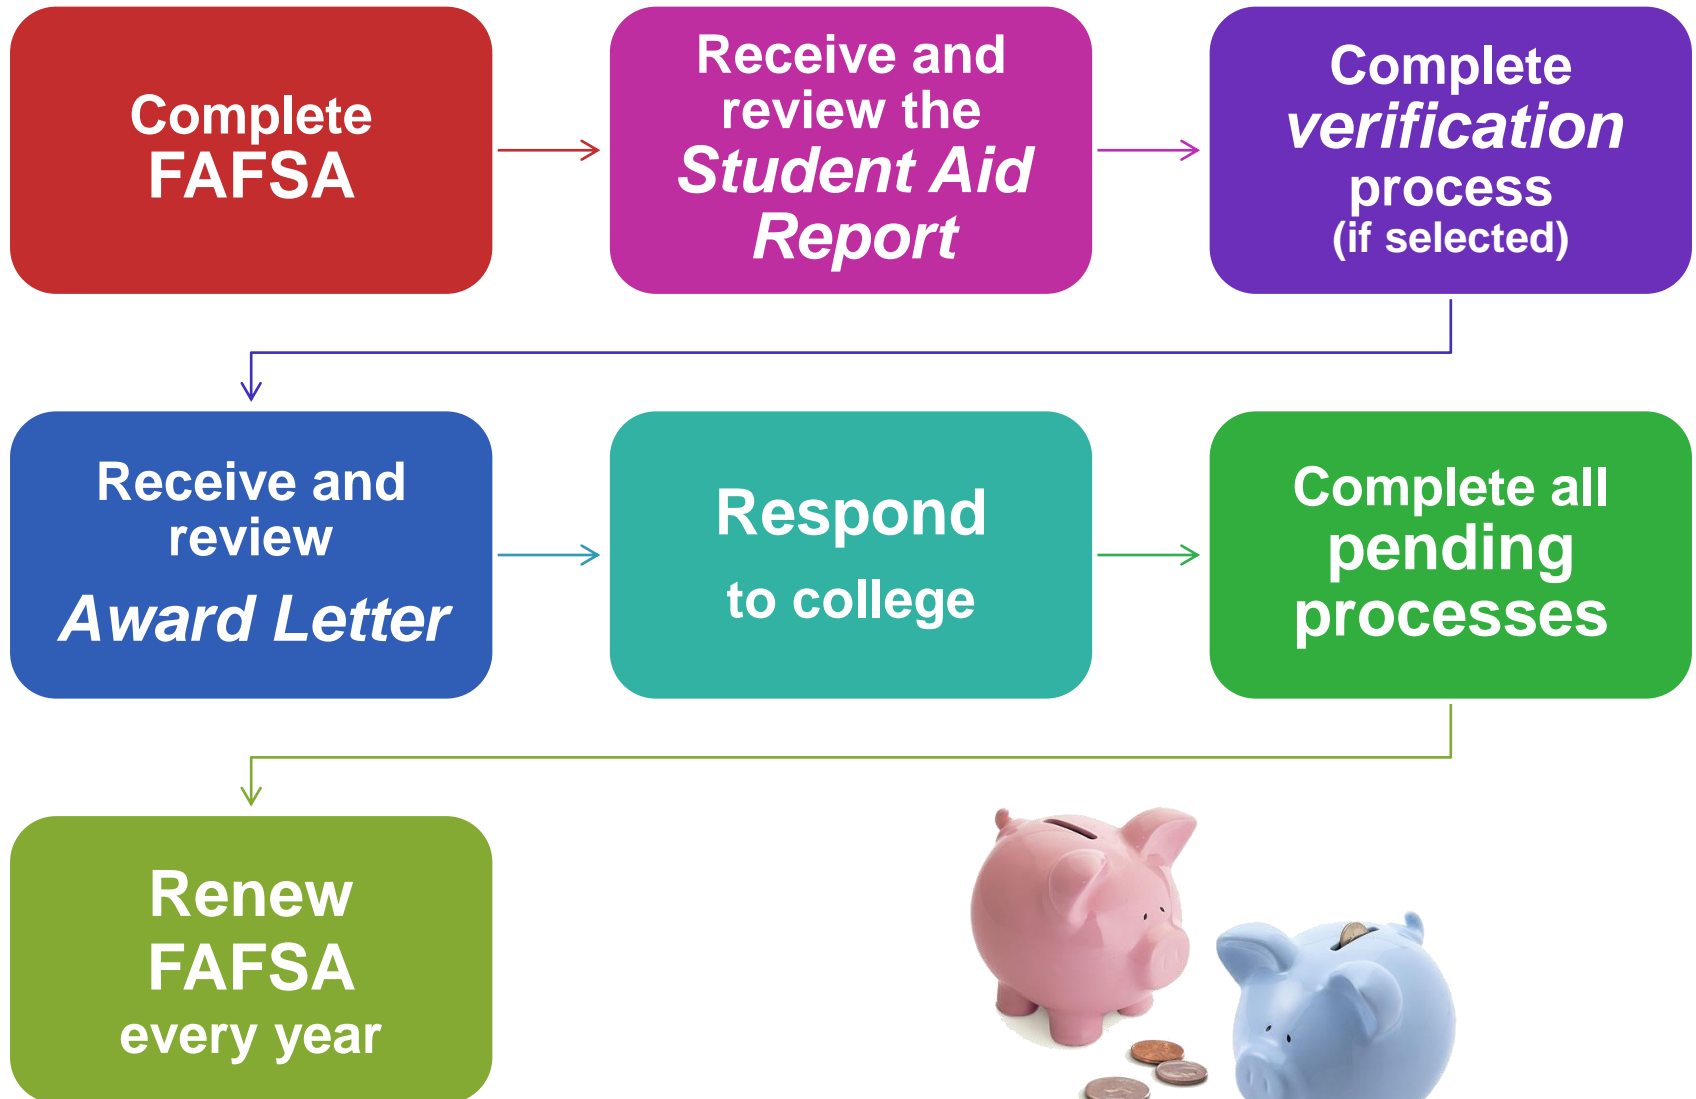 Complete
FAFSA
Receive and
review the
Student Aid
Report
Complete
verification
process
(if selected)
Receive and
review
Award Letter
Respond
to college
Complete all
pending
processes
Renew
FAFSA
every year